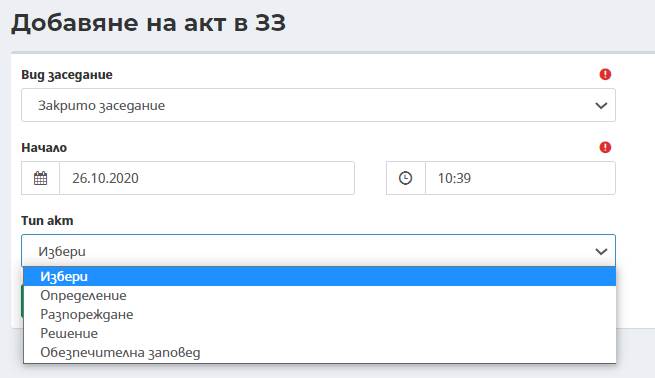 Добавяне на акт в ЗЗ
Вид заседание
Закрито заседание
Начало
26.10.2020
10:39
Тип акт
Избери
Избери
Определение
Разпореждане
Решение
Обезпечителна заповед